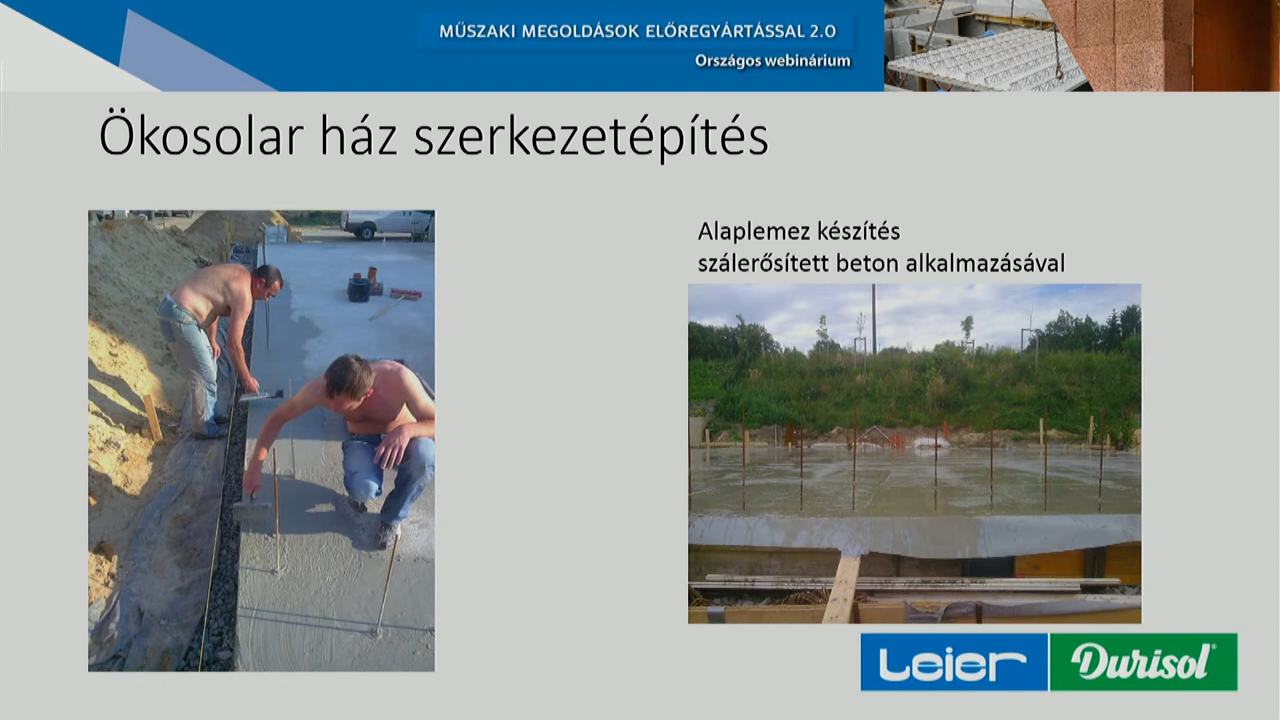 MŰSZAKI MEGOLDÁSOK ELŐREGYÁRTÁSSAL 2.0
Országos webinárium
Ökosolar ház szerkezetépítés
Alaplemez készítés
szálerősített beton alkalmazásával
Leier
Durisol®